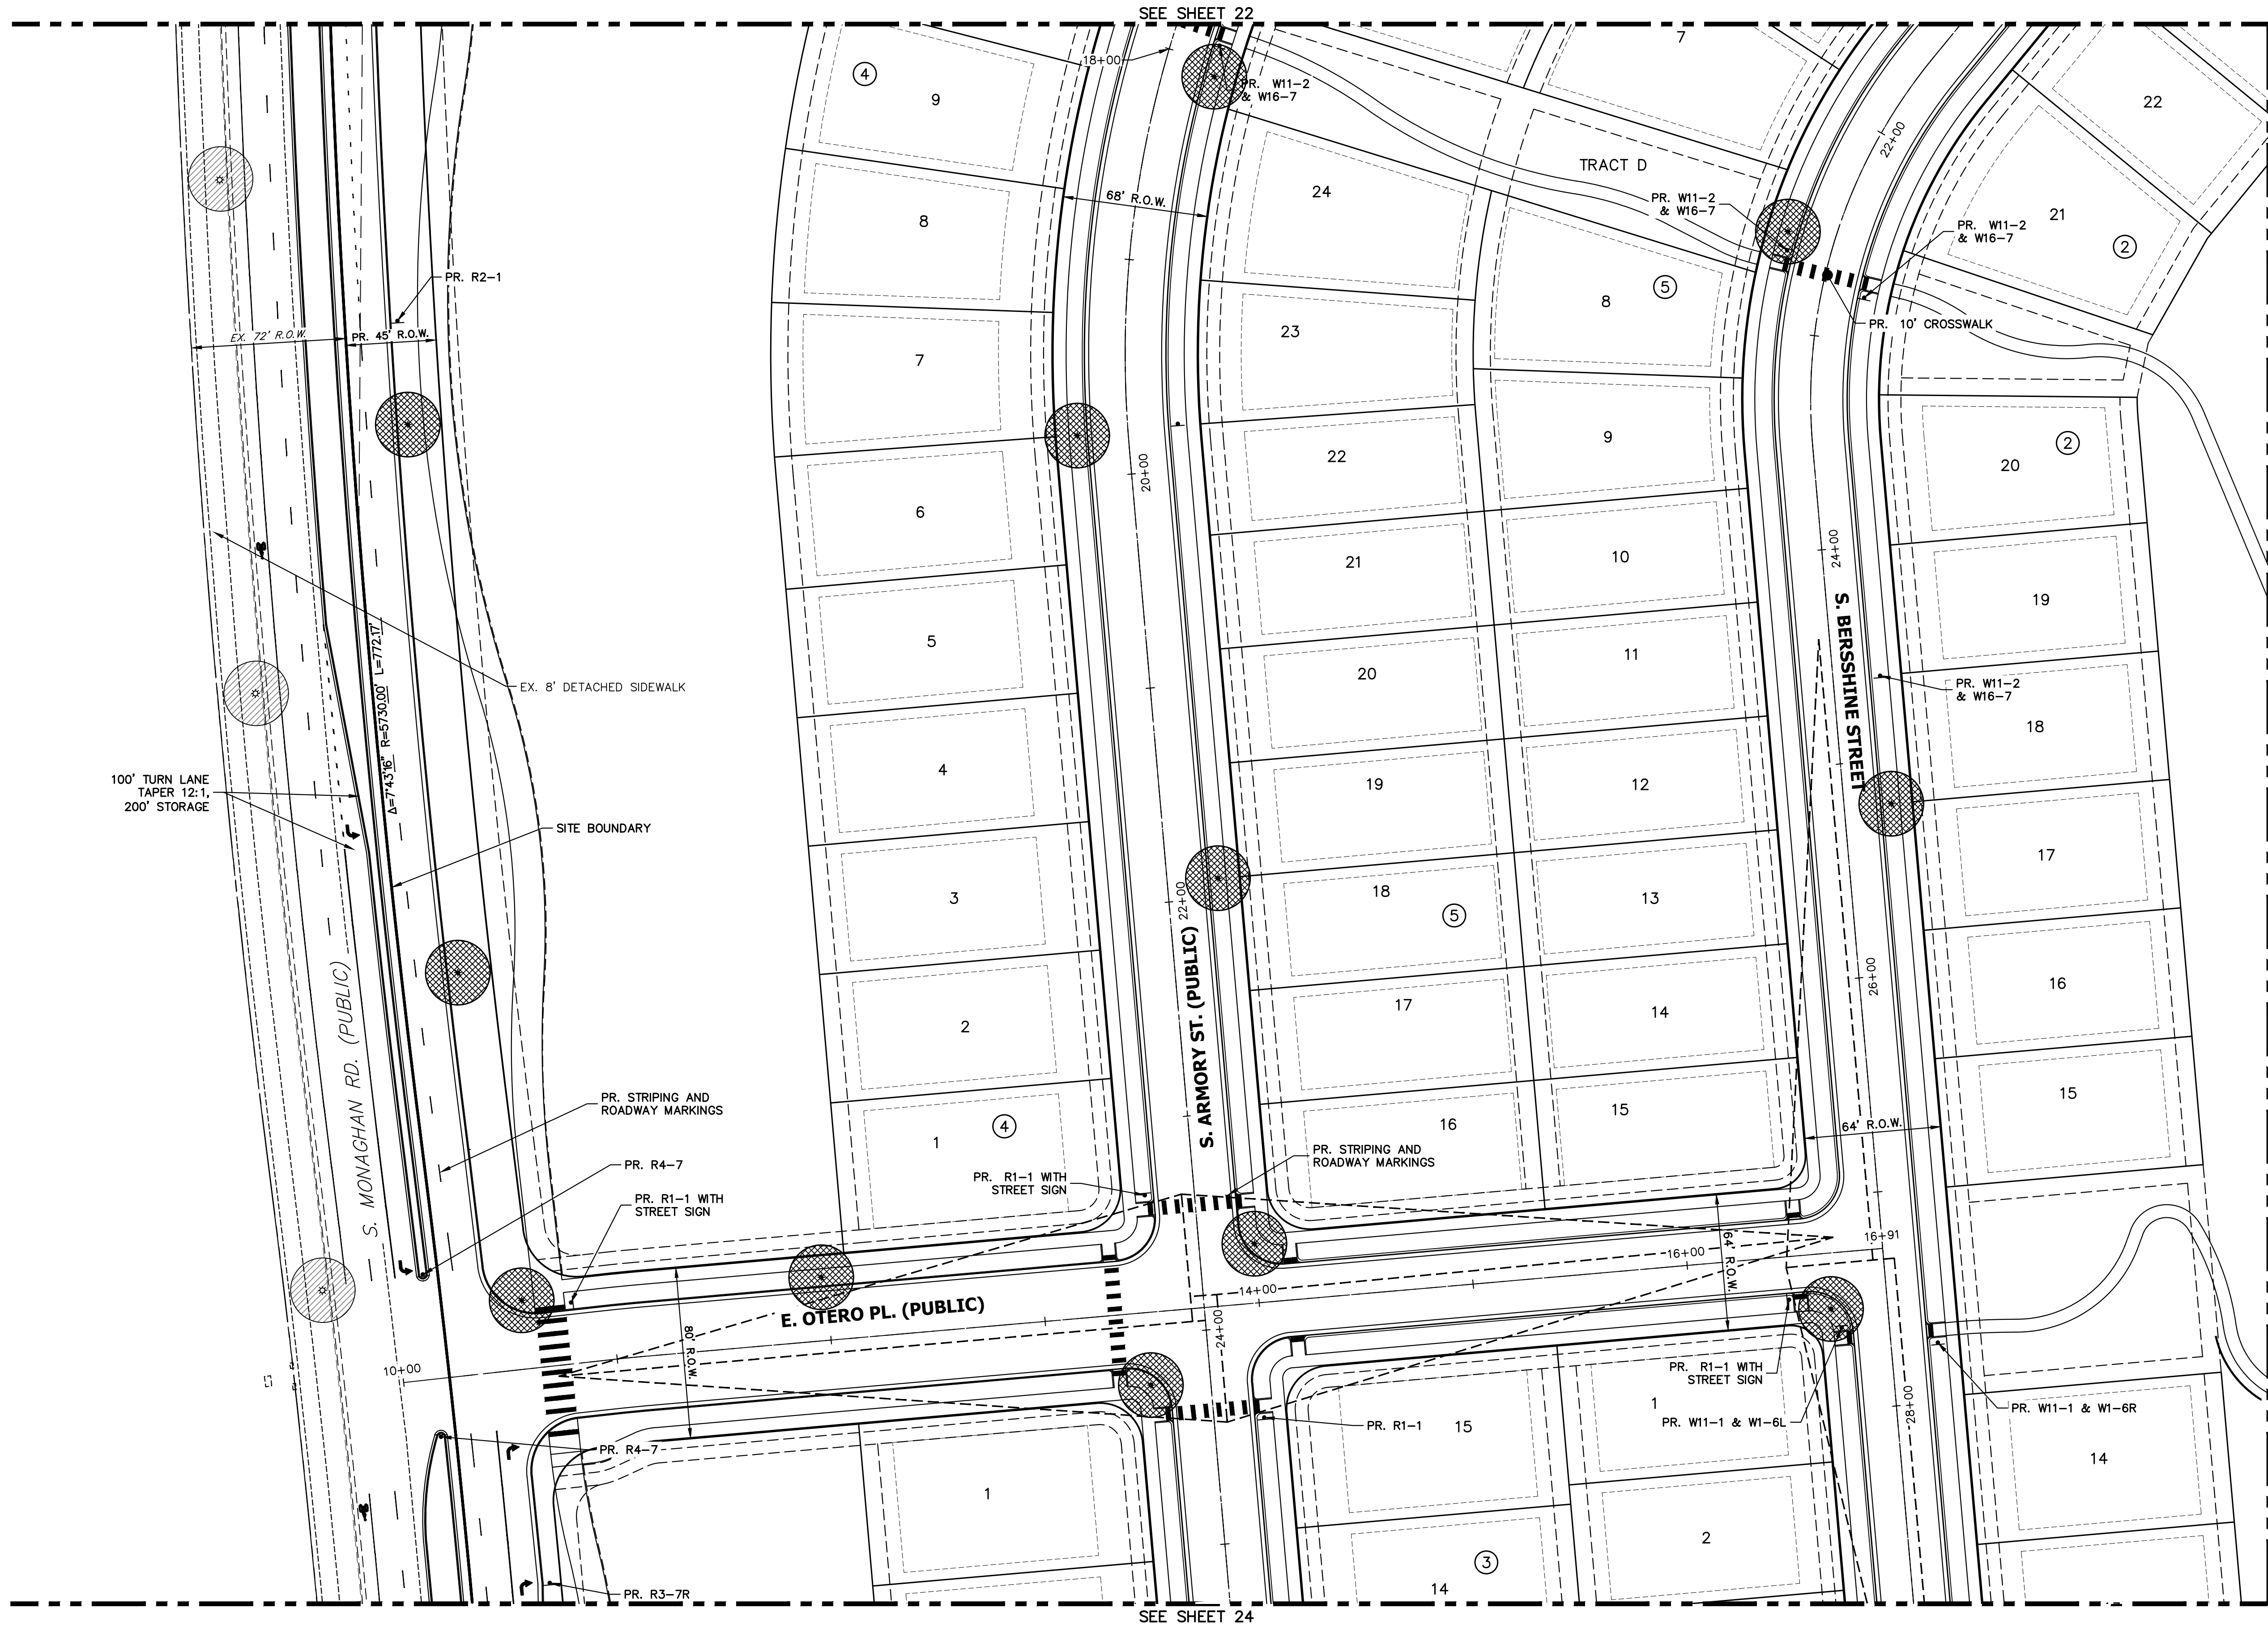 SEE SHEET 22
18+00
PR. W11-2
& W16-7
7
22
4
9
22+00
TRACT D
24
8
68' R.O.W.
PR. W11-2
& W16-7
21
PR. W11-2
& W16-7
2
PR. R2-1
EX. 72' R.O.W.
PR. 45' R.O.W.
5
8
23
PR. 10' CROSSWALK
7
9
22
2
20
20+00
6
10
21
24+00
19
S. BERSSHINE STREET
EX. 8' DETACHED SIDEWALK
Δ=7°43'16" R=5730.00' L=772.17'
5
11
20
PR. W11-2
& W16-7
18
4
19
12
100' TURN LANE
TAPER 12:1,
200' STORAGE
SITE BOUNDARY
17
3
18
5
13
22+00
S. MONAGHAN RD. (PUBLIC)
S. ARMORY ST. (PUBLIC)
26+00
16
2
17
14
PR. STRIPING AND
ROADWAY MARKINGS
15
1
4
16
15
64' R.O.W.
PR. STRIPING AND
ROADWAY MARKINGS
PR. R4-7
PR. R1-1 WITH
STREET SIGN
PR. R1-1 WITH
STREET SIGN
16+91
16+00
64' R.O.W.
14+00
E. OTERO PL. (PUBLIC)
80' R.O.W.
24+00
10+00
PR. R1-1 WITH
STREET SIGN
28+00
1
PR. W11-1 & W1-6L
PR. W11-1 & W1-6R
PR. R1-1
15
PR. R4-7
14
1
2
3
14
PR. R3-7R
SEE SHEET 24